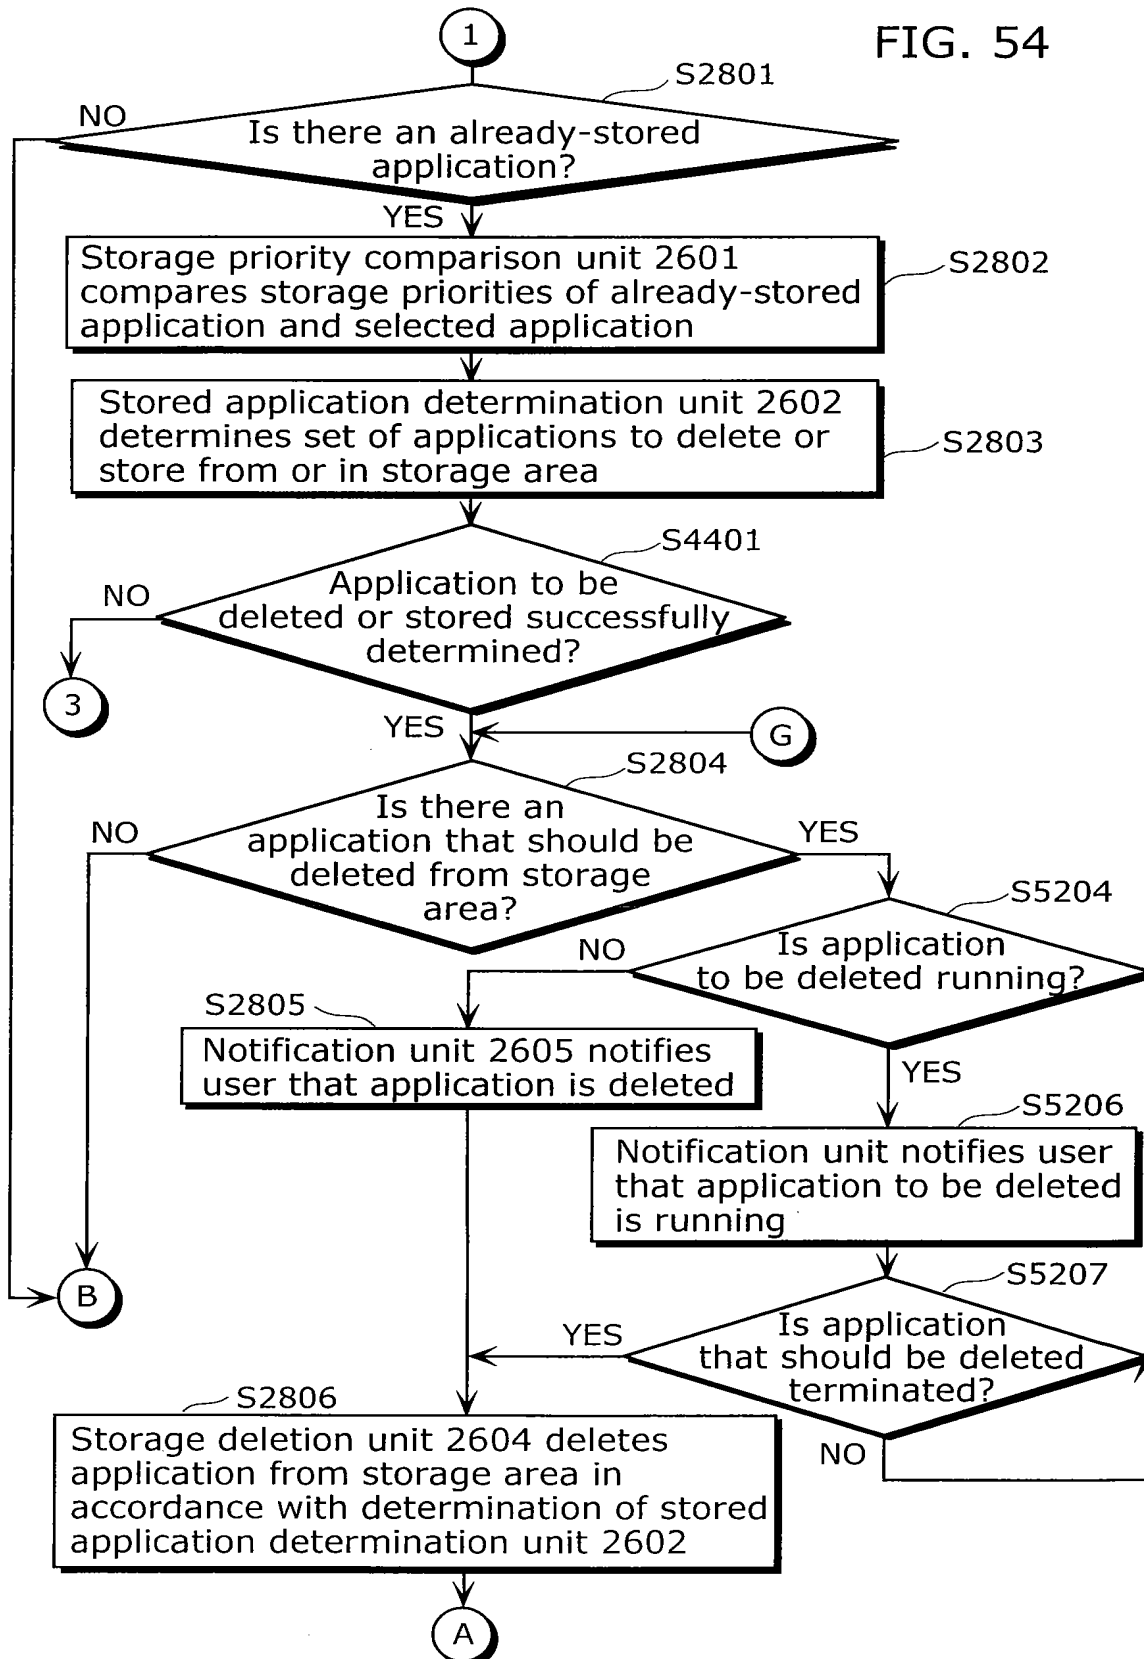 1
FIG. 54
S2801
NO
Is there an already-stored
application?
YES
Storage priority comparison unit 2601
compares storage priorities of already-stored
application and selected application
S2802
Stored application determination unit 2602
determines set of applications to delete or
store from or in storage area
S2803
S4401
NO
Application to be
deleted or stored successfully
determined?
3
YES
G
S2804
NO
Is there an
application that should be
deleted from storage
area?
YES
S5204
NO
Is application
to be deleted running?
S2805
Notification unit 2605 notifies
user that application is deleted
YES
S5206
Notification unit notifies user
that application to be deleted
is running
S5207
B
YES
Is application
that should be deleted
terminated?
S2806
NO
Storage deletion unit 2604 deletes
application from storage area in
accordance with determination of stored
application determination unit 2602
A